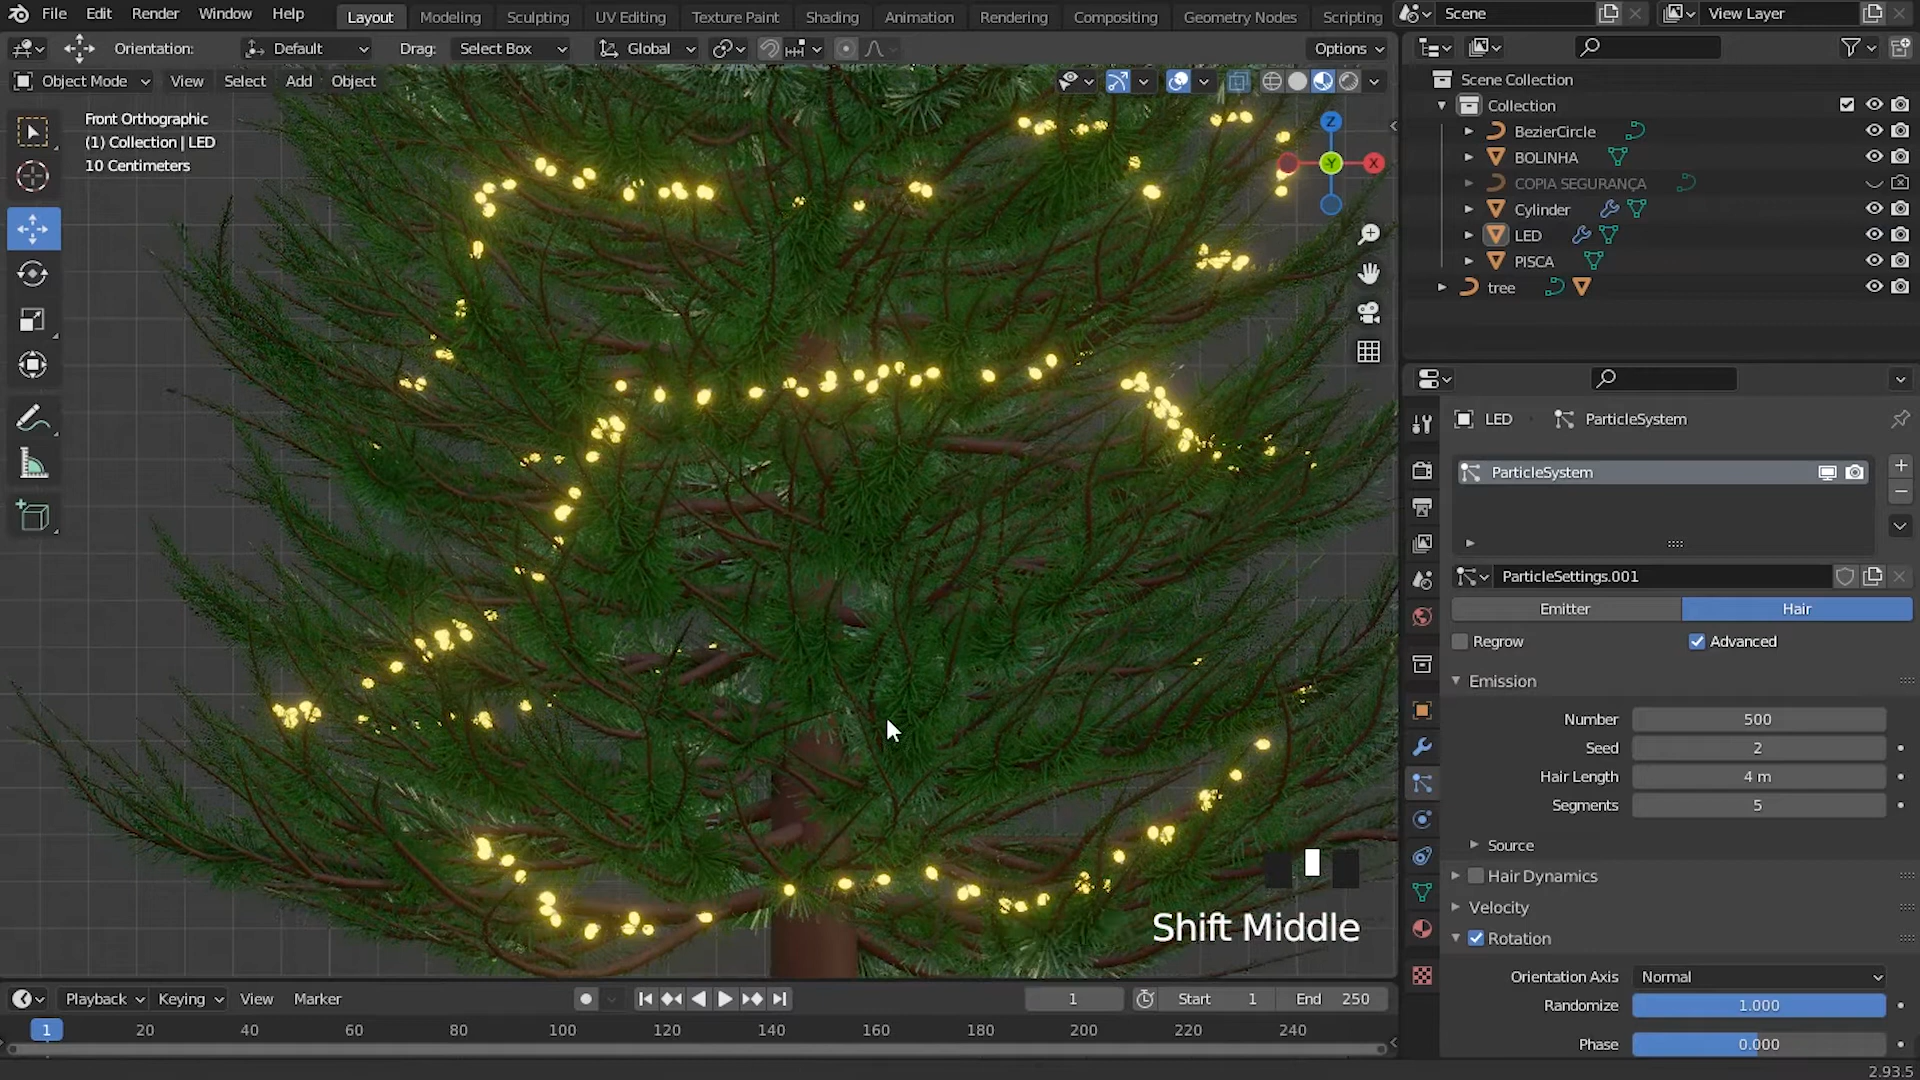 File Edit Render Window Help Layout Modeling Sculpting UV Editing Texture Paint Shading Animation Rendering Compositing Geometry Nodes Scripting Scene View Layer
Orientation: Default Drag: Select Box Global Options
Object Mode View Select Add Object
Front Orthographic
(1) Collection | LED
10 Centimeters
Z
Y
X
Scene Collection
Collection
BezierCircle
BOLINHA
COPIA SEGURANÇA
Cylinder
LED
PISCA
tree
LED ParticleSystem
ParticleSystem
ParticleSettings.001
Emitter Hair
Regrow Advanced
Emission
Number 500
Seed 2
Hair Length 4 m
Segments 5
Source
Hair Dynamics
Velocity
Rotation
Orientation Axis Normal
Randomize 1.000
Phase 0.000
Shift Middle
Playback Keying View Marker 1 Start 1 End 250
1 20 40 60 80 100 120 140 160 180 200 220 240
2.93.5